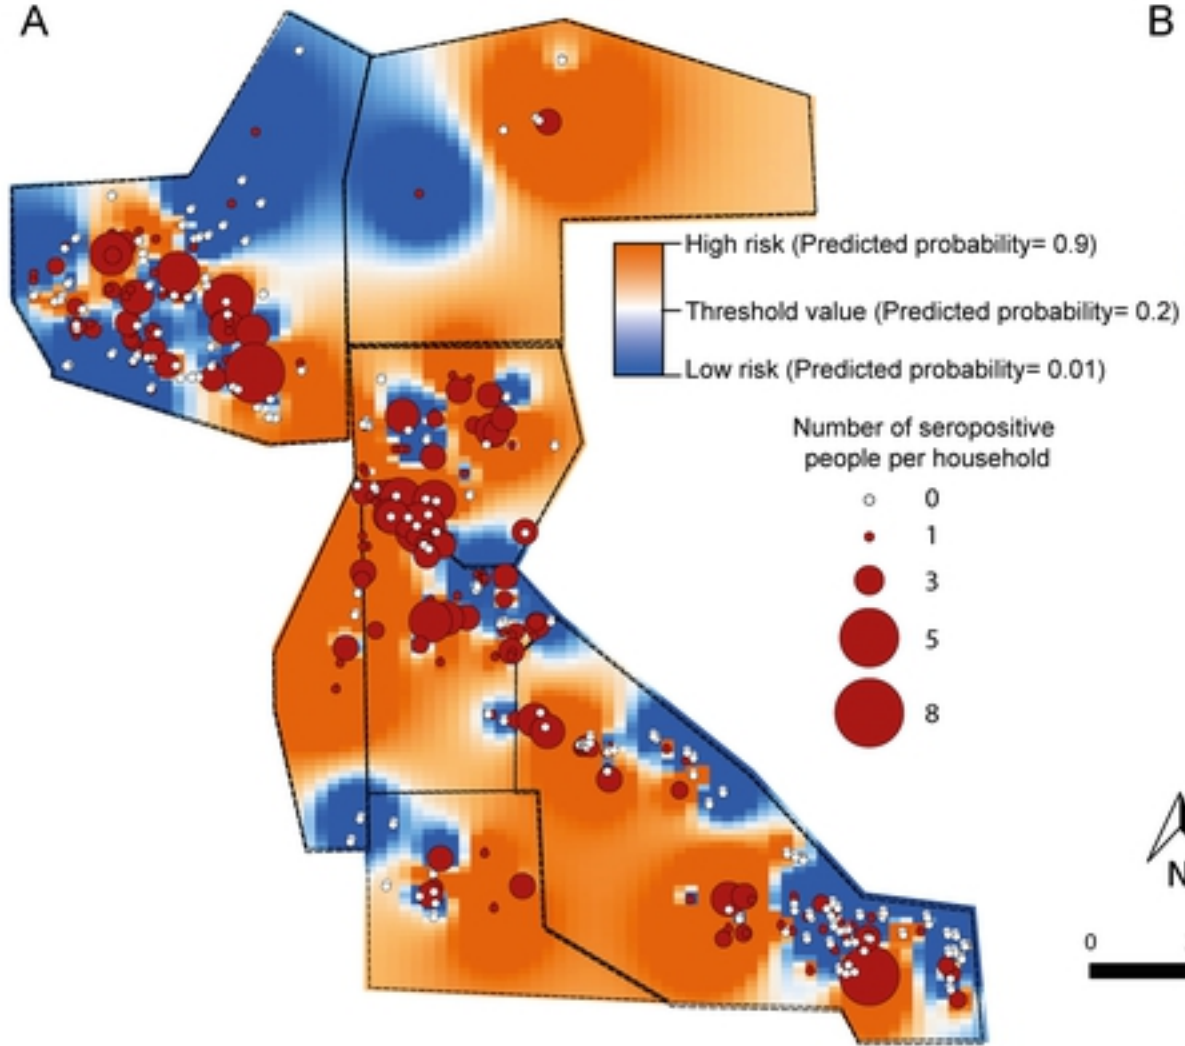 A
B
High risk (Predicted probability= 0.9)
Threshold value (Predicted probability= 0.2)
Low risk (Predicted probability= 0.01)
Number of seropositive
people per household
0
1
3
5
8
N
0